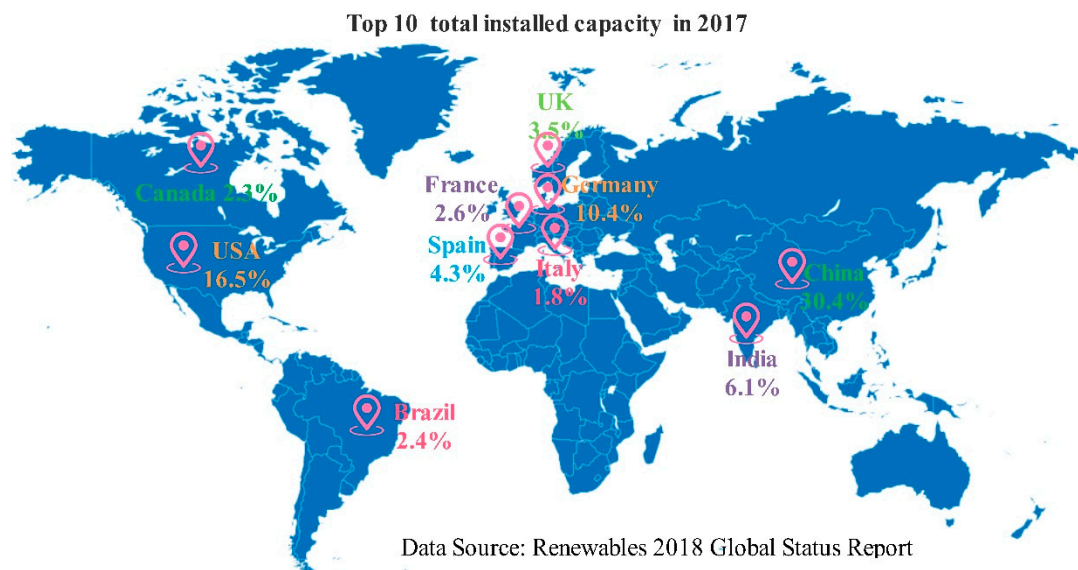 Top 10 total installed capacity in 2017
UK
3.5%
Canada 2.3%
France
2.6%
Germany
10.4%
USA
16.5%
Spain
4.3%
Italy
1.8%
China
30.4%
India
6.1%
Brazil
2.4%
Data Source: Renewables 2018 Global Status Report